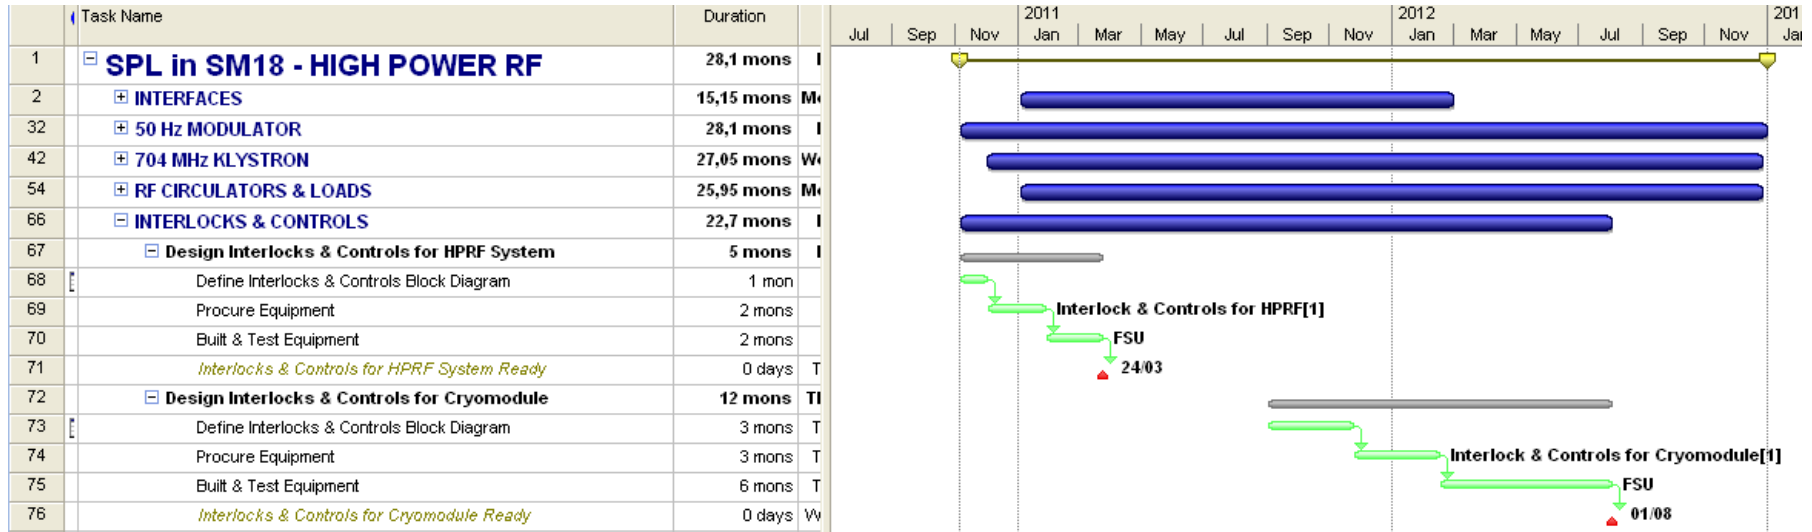 Task Name Duration 2011 2012 201
Jul Sep Nov Jan Mar May Jul Sep Nov Jan Mar May Jul Sep Nov Ja
1 SPL in SM18 - HIGH POWER RF 28,1 mons
2 INTERFACES 15,15 mons M
32 50 Hz MODULATOR 28,1 mons
42 704 MHz KLYSTRON 27,05 mons W
54 RF CIRCULATORS & LOADS 25,95 mons M
66 INTERLOCKS & CONTROLS 22,7 mons
67 Design Interlocks & Controls for HPRF System 5 mons
68 Define Interlocks & Controls Block Diagram 1 mon
69 Procure Equipment 2 mons Interlock & Controls for HPRF[1]
70 Built & Test Equipment 2 mons FSU
71 Interlocks & Controls for HPRF System Ready 0 days T 24/03
72 Design Interlocks & Controls for Cryomodule 12 mons T
73 Define Interlocks & Controls Block Diagram 3 mons T
74 Procure Equipment 3 mons T Interlock & Controls for Cryomodule[1]
75 Built & Test Equipment 6 mons T FSU
76 Interlocks & Controls for Cryomodule Ready 0 days W 01/08